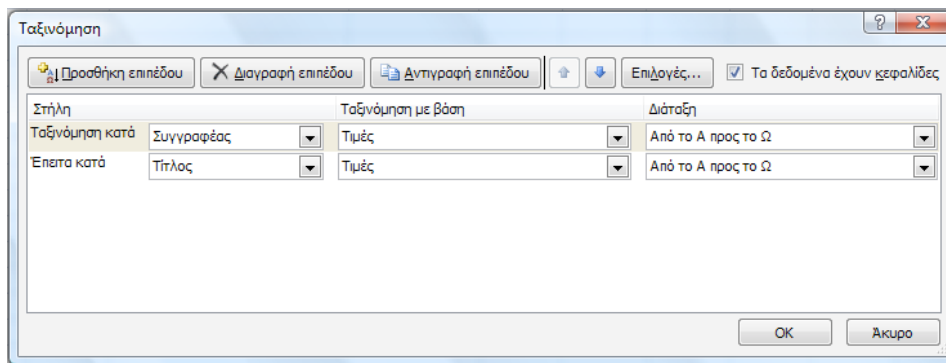 Ταξινόμηση
Προσθήκη επιπέδου Διαγραφή επιπέδου Αντιγραφή επιπέδου Επιλογές... Τα δεδομένα έχουν κεφαλίδες
Στήλη Ταξινόμηση με βάση Διάταξη
Ταξινόμηση κατά Συγγραφέας Τιμές Από το Α προς το Ω
Έπειτα κατά Τίτλος Τιμές Από το Α προς το Ω
OK Άκυρο